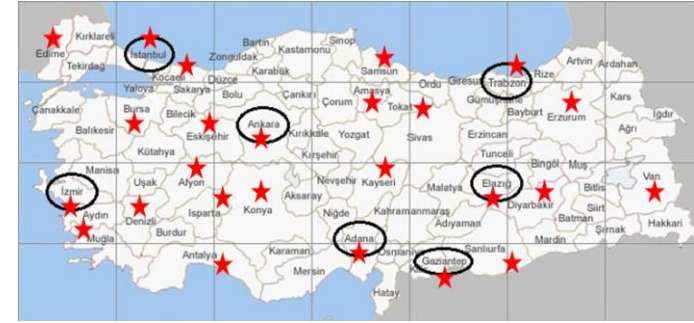 Kırklareli
Edirne
Tekirdağ
İstanbul
Kocaeli
Yalova
Sakarya
Düzce
Zonguldak
Bartın
Karabük
Kastamonu
Sinop
Samsun
Ordu
Giresun
Trabzon
Rize
Artvin
Ardahan
Çanakkale
Balıkesir
Bursa
Bilecik
Eskişehir
Bolu
Ankara
Çankırı
Kırıkkale
Çorum
Amasya
Tokat
Yozgat
Sivas
Gümüşhane
Bayburt
Erzincan
Erzurum
Kars
Iğdır
Ağrı
Kütahya
Kırşehir
Tunceli
Manisa
İzmir
Uşak
Afyon
Aydın
Denizli
Muğla
Isparta
Burdur
Konya
Aksaray
Nevşehir
Kayseri
Niğde
Kahramanmaraş
Malatya
Elazığ
Bingöl
Muş
Van
Bitlis
Diyarbakır
Batman
Siirt
Şırnak
Hakkari
Adıyaman
Mardin
Şanlıurfa
Antalya
Karaman
Mersin
Adana
Osmaniye
Gaziantep
Hatay